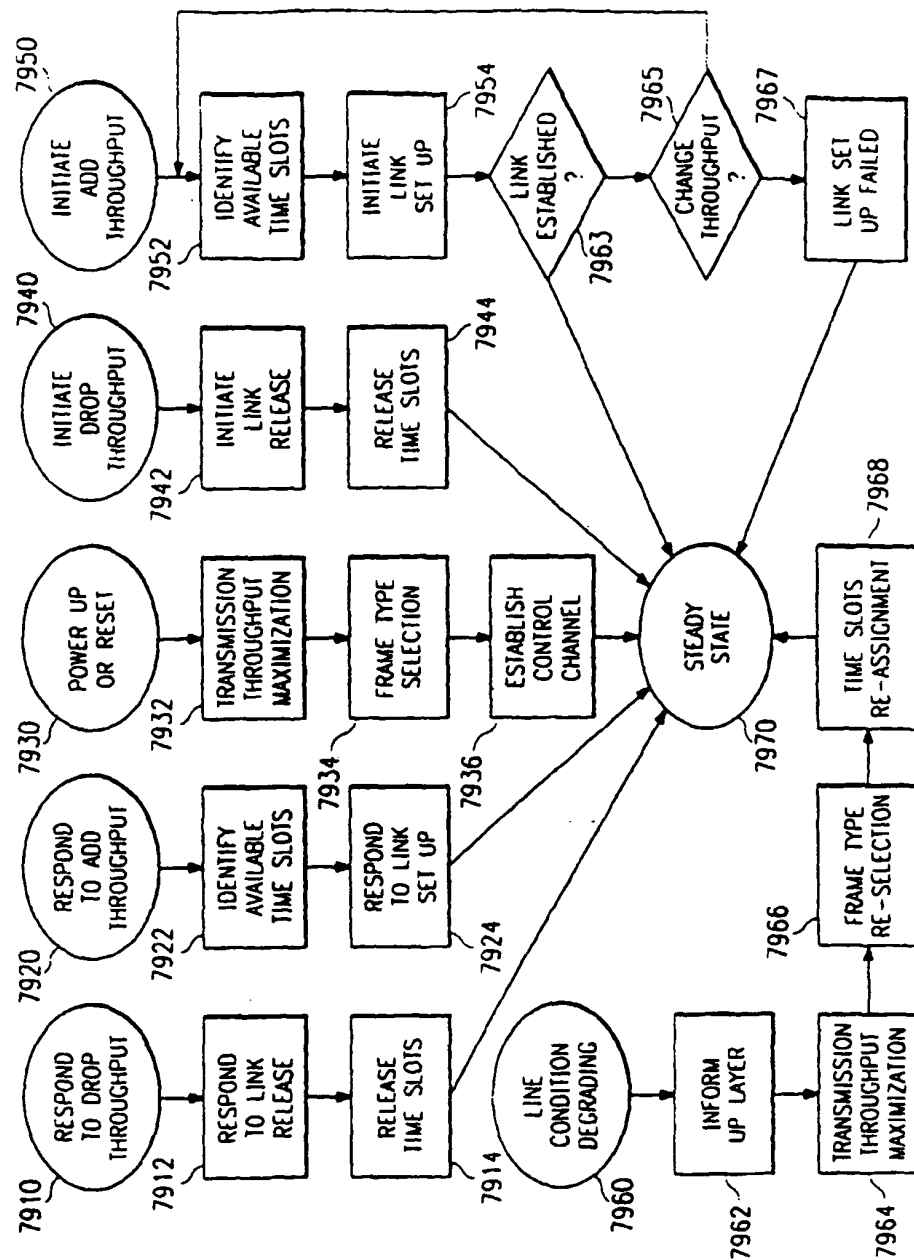 7910
RESPOND
TO DROP
THROUGHPUT
7912
RESPOND
TO LINK
RELEASE
RELEASE
TIME SLOTS
7914
7920
RESPOND
TO ADD
THROUGHPUT
7922
IDENTIFY
AVAILABLE
TIME SLOTS
RESPOND
TO LINK
SET UP
7924
7930
POWER UP
OR RESET
7932
TRANSMISSION
THROUGHPUT
MAXIMIZATION
7934
FRAME TYPE
SELECTION
7936
ESTABLISH
CONTROL
CHANNEL
7940
INITIATE
DROP
THROUGHPUT
7942
INITIATE
LINK
RELEASE
RELEASE
TIME SLOTS
7944
7950
INITIATE
ADD
THROUGHPUT
7952
IDENTIFY
AVAILABLE
TIME SLOTS
INITIATE
LINK
SET UP
7954
LINK
ESTABLISHED
?
7963
CHANGE
THROUGHPUT
?
7965
LINK SET
UP FAILED
7967
LINE
CONDITION
DEGRADING
7960
INFORM
UP LAYER
7962
TRANSMISSION
THROUGHPUT
MAXIMIZATION
7964
7966
FRAME TYPE
RE-SELECTION
TIME SLOTS
RE-ASSIGNMENT
7968
STEADY
STATE
7970